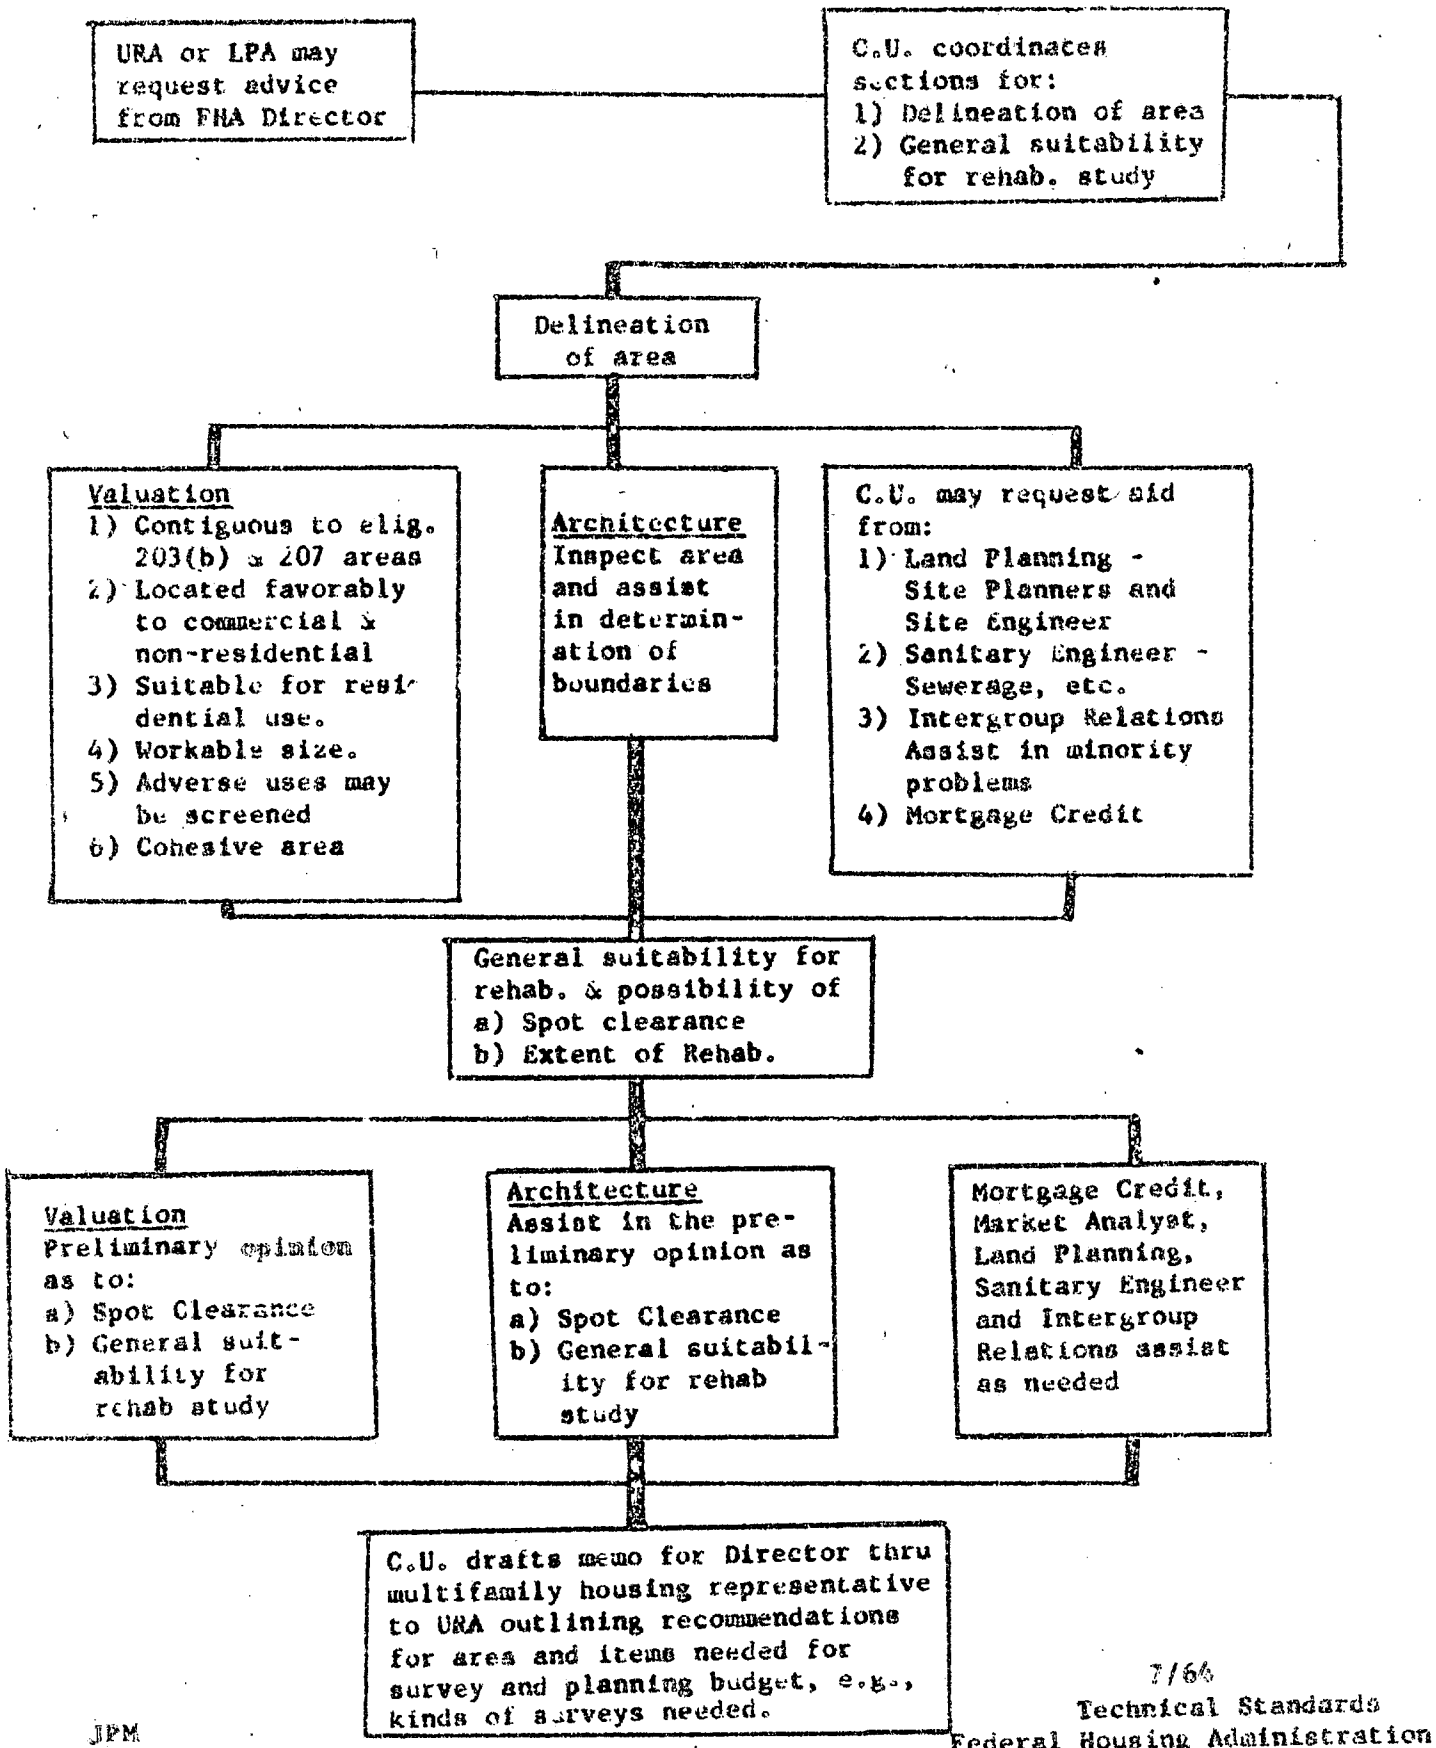 URA or LPA may
request advice
from FHA Director
C.U. coordinates
sections for:
1) Delineation of area
2) General suitability
for rehab. study
Delineation
of area
Valuation
1) Contiguous to elig.
203(b) & 207 areas
2) Located favorably
to commercial &
non-residential
3) Suitable for resi-
dential use.
4) Workable size.
5) Adverse uses may
be screened
6) Cohesive area
Architecture
Inspect area
and assist
in determin-
ation of
boundaries
C.U. may request aid
from:
1) Land Planning -
Site Planners and
Site Engineer
2) Sanitary Engineer -
Sewerage, etc.
3) Intergroup Relations
Assist in minority
problems
4) Mortgage Credit
General suitability for
rehab. & possibility of
a) Spot clearance
b) Extent of Rehab.
Valuation
Preliminary opinion
as to:
a) Spot Clearance
b) General suit-
ability for
rehab study
Architecture
Assist in the pre-
liminary opinion as
to:
a) Spot Clearance
b) General suitabil-
ity for rehab
study
Mortgage Credit,
Market Analyst,
Land Planning,
Sanitary Engineer
and Intergroup
Relations assist
as needed
C.U. drafts memo for Director thru
multifamily housing representative
to URA outlining recommendations
for area and items needed for
survey and planning budget, e.g.,
kinds of surveys needed.
JPM
7/66
Technical Standards
Federal Housing Administration